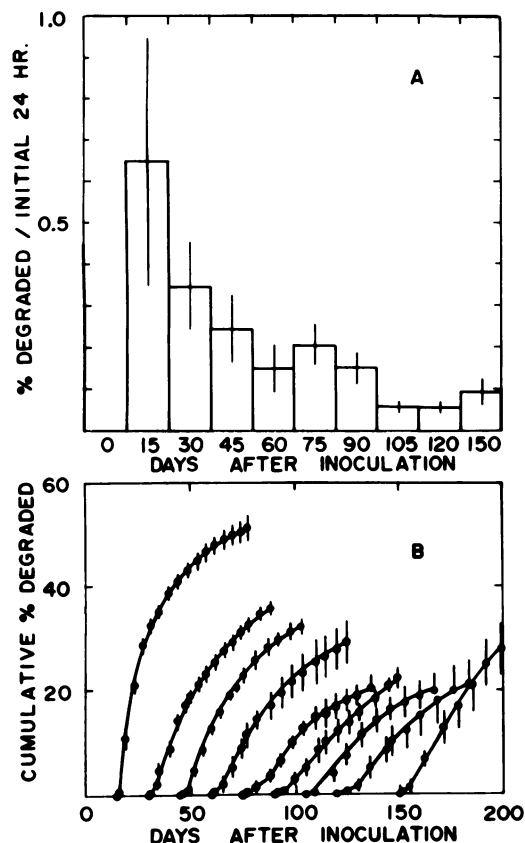 1.0
A
% DEGRADED / INITIAL 24 HR.
0.5
0 15 30 45 60 75 90 105 120 150
DAYS AFTER INOCULATION
60
B
CUMULATIVE % DEGRADED
40
20
0 50 100 150 200
DAYS AFTER INOCULATION